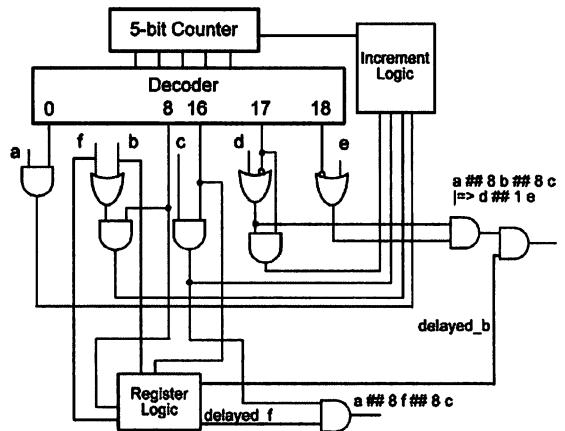 5-bit Counter
Increment
Logic
Decoder
0 8 16 17 18
a f b c d e
a ## 8 b ## 8 c
|=> d ## 1 e
delayed_b
Register
Logic
delayed_f
a ## 8 f ## 8 c